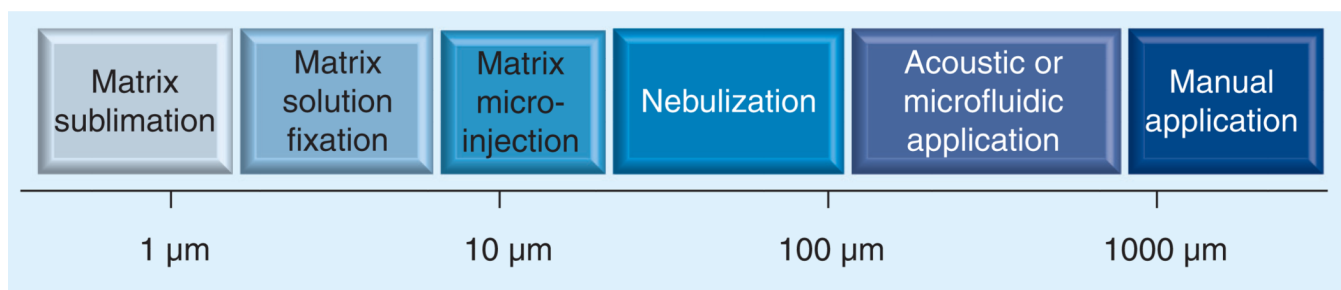 Matrix
sublimation
Matrix
solution
fixation
Matrix
micro-
injection
Nebulization
Acoustic or
microfluidic
application
Manual
application
1 μm
10 μm
100 μm
1000 μm